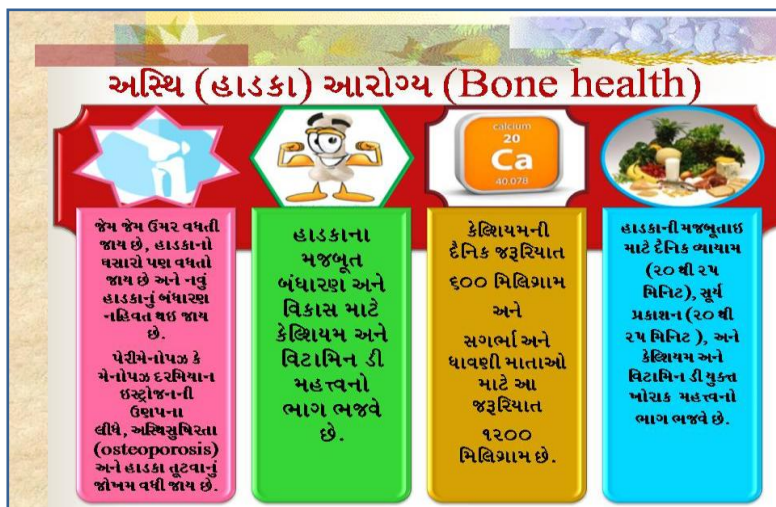 અસ્થિ (હાડકા) આરોગ્ય (Bone health)
calcium
20
Ca
40.078
જેમ જેમ ઉંમર વધતી
જાય છે, હાડકાનો
ઘસારો પણ વધતો
જાય છે અને નવું
હાડકાનું બંધારણ
નહિવત થઇ જાય
છે.
પેરીમેનોપઝ કે
મેનોપઝ દરમિયાન
ઇસ્ટ્રોજનની
ઉણપના
લીધે, અસ્થિસુષિરતા
(osteoporosis)
અને હાડકા તૂટવાનું
જોખમ વધી જાય છે.
હાડકાના
મજબૂત
બંધારણ અને
વિકાસ માટે
કેલ્શિયમ અને
વિટામિન ડી
મહત્ત્વનો
ભાગ ભજવે
છે.
કેલ્શિયમની
દૈનિક જરૂરિયાત
૬૦૦ મિલિગ્રામ
અને
સગર્ભા અને
ધાવણી માતાઓ
માટે આ
જરૂરિયાત
૧૨૦૦
મિલિગ્રામ છે.
હાડકાની મજબૂતાઇ
માટે દૈનિક વ્યાયામ
(૨૦ થી ૨૫
મિનિટ), સૂર્ય
પ્રકાશન (૨૦ થી
૨૫ મિનિટ ), અને
કેલ્શિયમ અને
વિટામિન ડી યુક્ત
ખોરાક મહત્ત્વનો
ભાગ ભજવે છે.